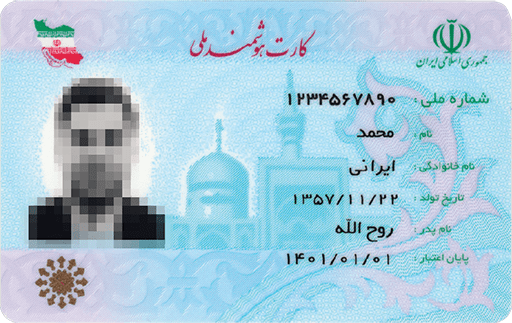 کارت هوشمند ملی
جمهوری اسلامی ایران
شماره ملی : ۱۲۳۴۵۶۷۸۹۰
نام : محمد
نام خانوادگی : ایرانی
تاریخ تولد : ۱۳۵۷/۱۱/۲۲
نام پدر : روح الله
پایان اعتبار : ۱۴۰۱/۰۱/۰۱